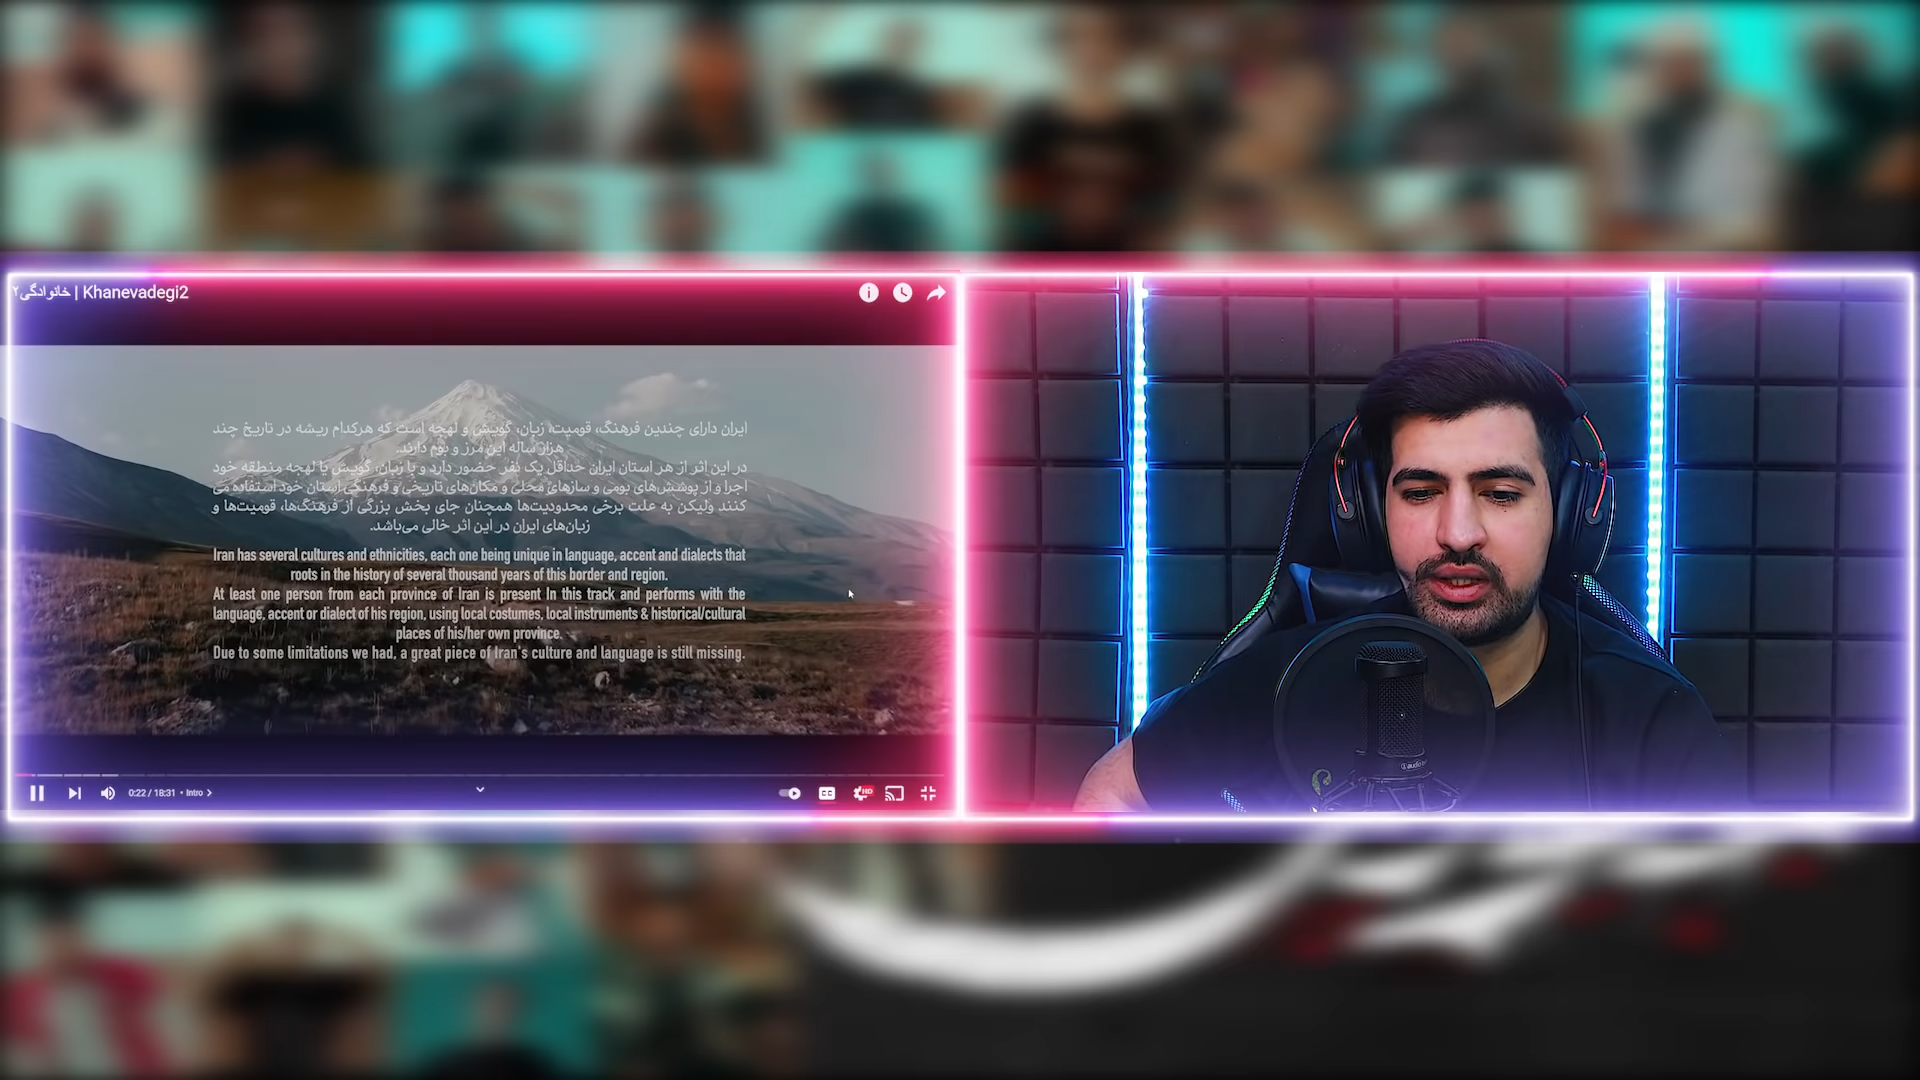 خانوادگی۲ | Khanevadegi2
ایران دارای چندین فرهنگ، قومیت، زبان، گویش و لهجه است که هرکدام ریشه در تاریخ چند
هزار ساله این مرز و بوم دارند.
در این اثر از هر استان ایران حداقل یک نفر حضور دارد و با زبان، گویش یا لهجه منطقه خود
اجرا و از پوشش‌های بومی و سازهای محلی و مکان‌های تاریخی و فرهنگی استان خود استفاده می
کنند ولیکن به علت برخی محدودیت‌ها همچنان جای بخش بزرگی از فرهنگ‌ها، قومیت‌ها و
زبان‌های ایران در این اثر خالی می‌باشد.
Iran has several cultures and ethnicities, each one being unique in language, accent and dialects that
roots in the history of several thousand years of this border and region.
At least one person from each province of Iran is present In this track and performs with the
language, accent or dialect of his region, using local costumes, local instruments & historical/cultural
places of his/her own province.
Due to some limitations we had, a great piece of Iran's culture and language is still missing.
0:22 / 18:31 • Intro
CC
HD